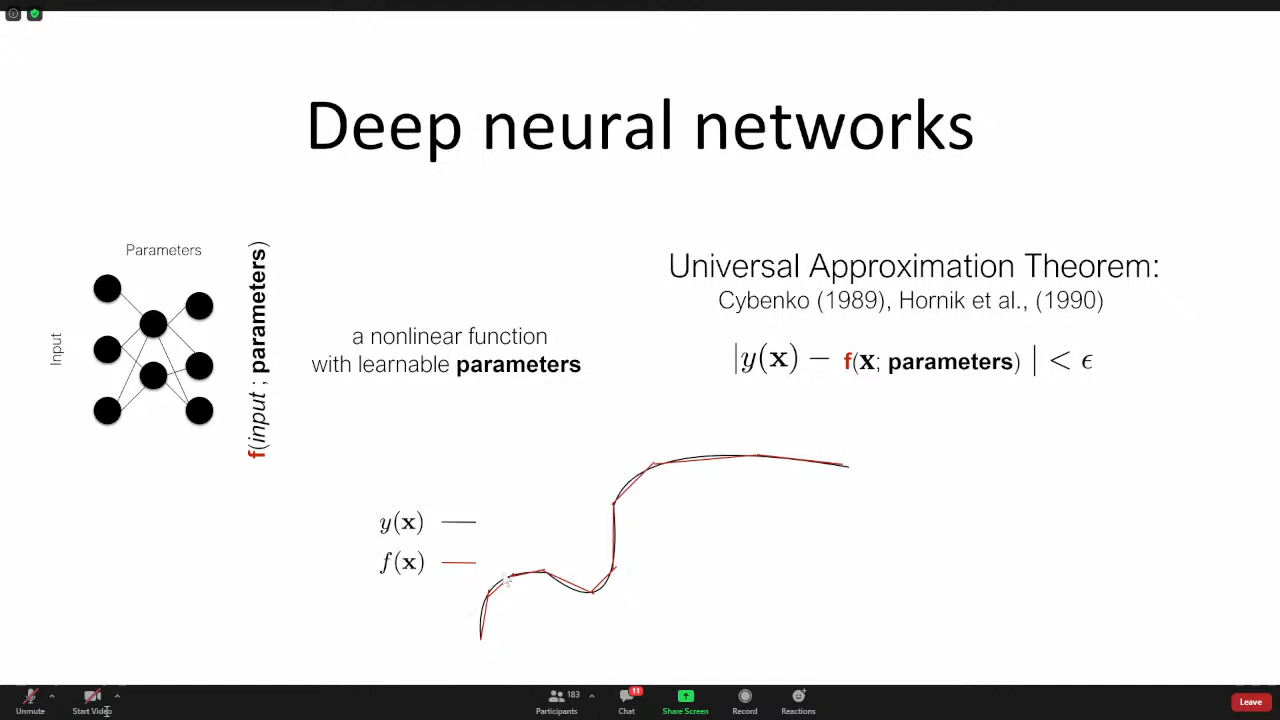 Deep neural networks
Parameters
Input
f(input ; parameters)
a nonlinear function
with learnable parameters
Universal Approximation Theorem:
Cybenko (1989), Hornik et al., (1990)
|y(x) − f(x; parameters) | < ϵ
y(x)
f(x)
Unmute
Start Video
183
Participants
11
Chat
Share Screen
Record
Reactions
Leave